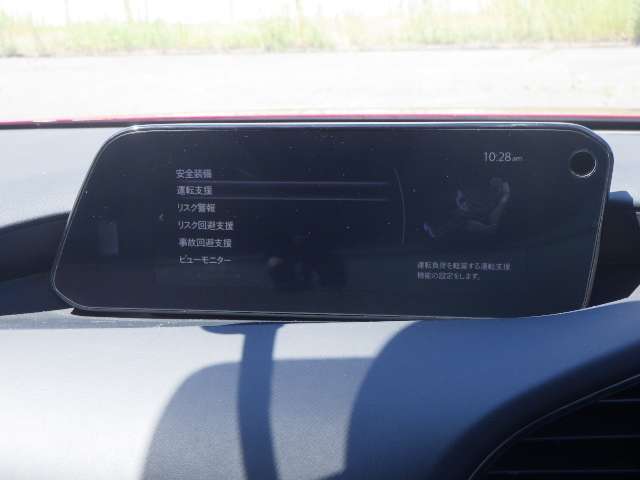 10:28am
安全装備
運転支援
リスク警報
リスク回避支援
事故回避支援
ビューモニター
運転負荷を軽減する運転支援
機能の設定をします。